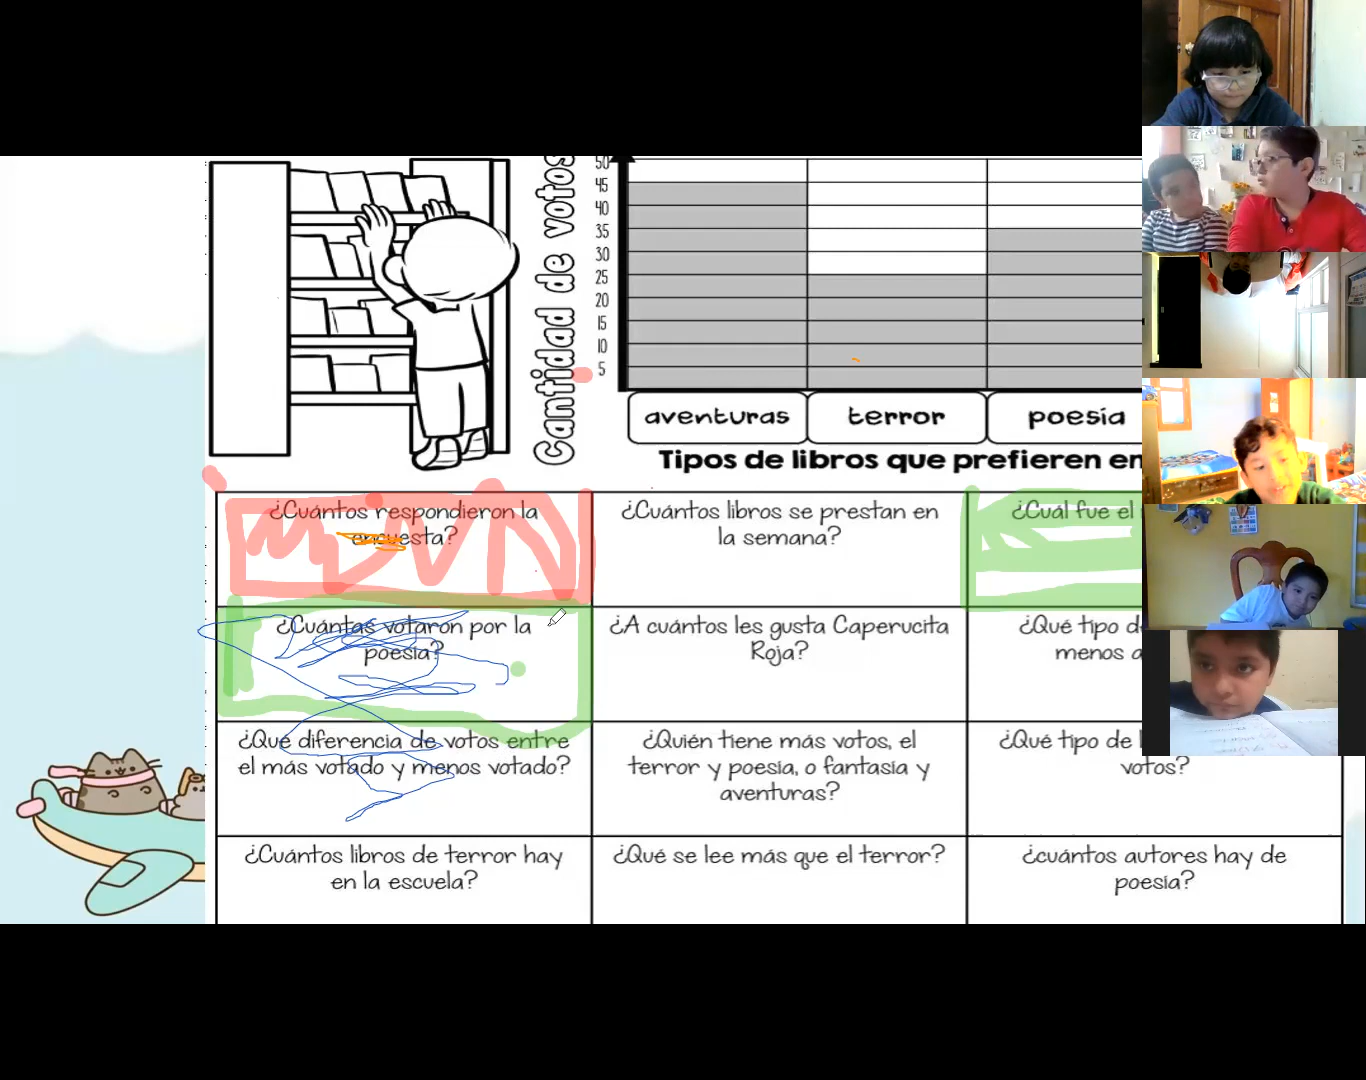 Cantidad de votos
50
45
40
35
30
25
20
15
10
5
aventuras
terror
poesía
Tipos de libros que prefieren en
¿Cuántos respondieron la
encuesta?
¿Cuántos libros se prestan en
la semana?
¿Cuál fue el
¿Cuántas votaron por la
poesía?
¿A cuántos les gusta Caperucita
Roja?
¿Qué tipo d
menos a
¿Qué diferencia de votos entre
el más votado y menos votado?
¿Quién tiene más votos, el
terror y poesía, o fantasía y
aventuras?
¿Qué tipo de l
votos?
¿Cuántos libros de terror hay
en la escuela?
¿Qué se lee más que el terror?
¿cuántos autores hay de
poesía?